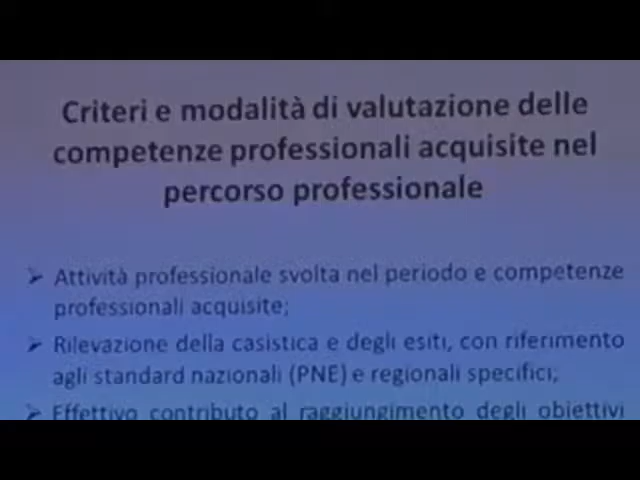 Criteri e modalità di valutazione delle
competenze professionali acquisite nel
percorso professionale
➢ Attività professionale svolta nel periodo e competenze
professionali acquisite;
➢ Rilevazione della casistica e degli esiti, con riferimento
agli standard nazionali (PNE) e regionali specifici;
➢ Effettivo contributo al raggiungimento degli obiettivi